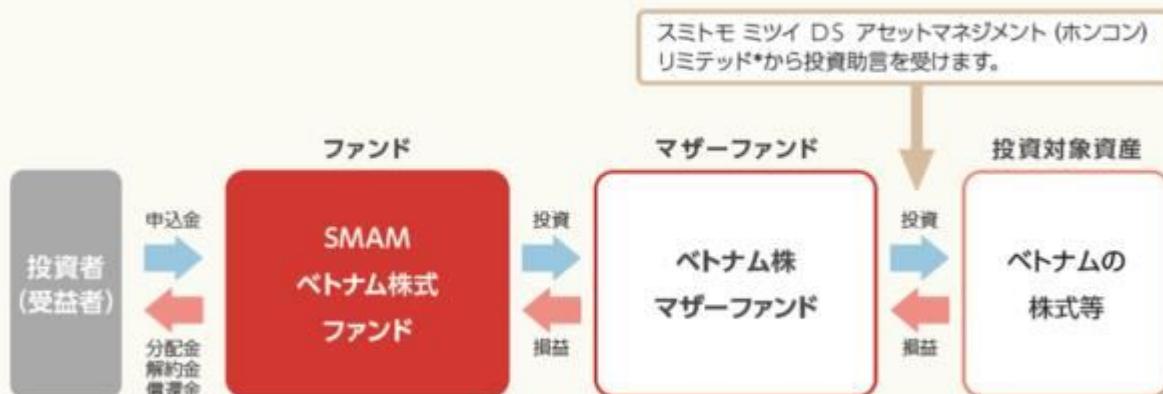 スミトモ ミツイ DS アセットマネジメント (ホンコン)
リミテッド*から投資助言を受けます。
ファンド
マザーファンド
投資対象資産
投資者
(受益者)
申込金
分配金
解約金
償還金
SMAM
ベトナム株式
ファンド
投資
損益
ベトナム株
マザーファンド
投資
損益
ベトナムの
株式等